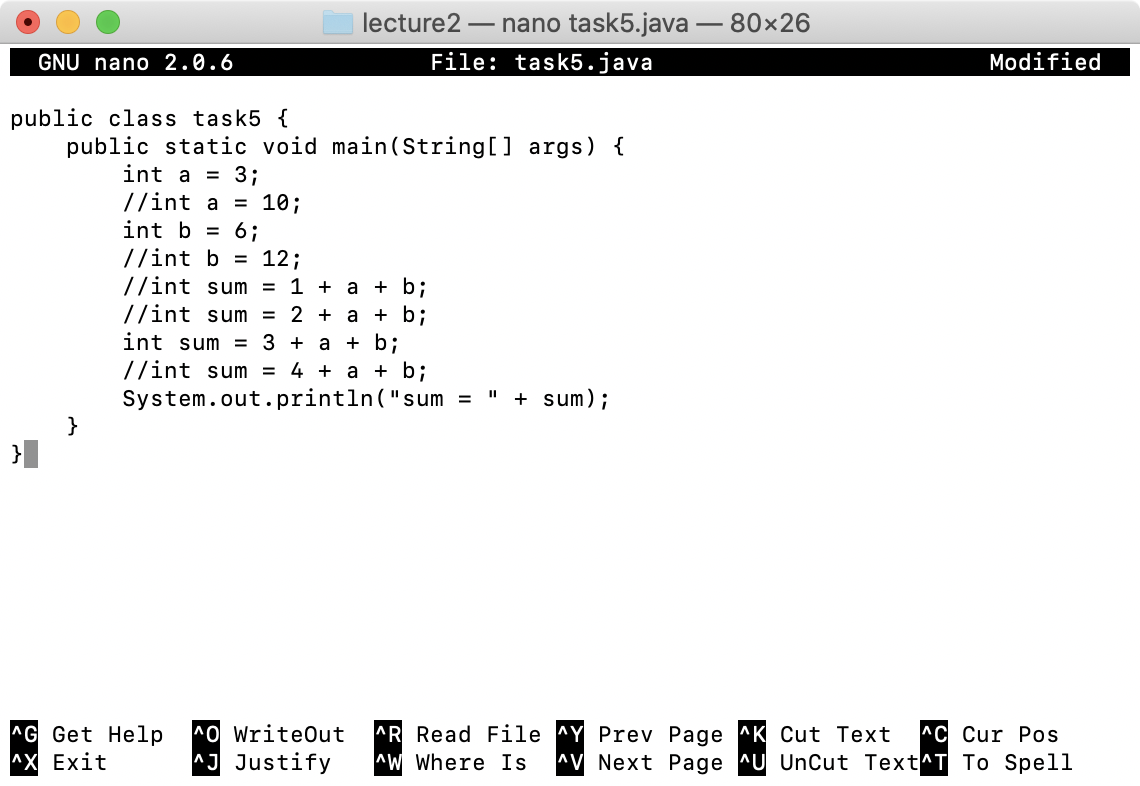 lecture2 — nano task5.java — 80×26
GNU nano 2.0.6 File: task5.java Modified
public class task5 {
    public static void main(String[] args) {
        int a = 3;
        //int a = 10;
        int b = 6;
        //int b = 12;
        //int sum = 1 + a + b;
        //int sum = 2 + a + b;
        int sum = 3 + a + b;
        //int sum = 4 + a + b;
        System.out.println("sum = " + sum);
    }
}
^G Get Help ^O WriteOut ^R Read File ^Y Prev Page ^K Cut Text ^C Cur Pos
^X Exit ^J Justify ^W Where Is ^V Next Page ^U UnCut Text ^T To Spell